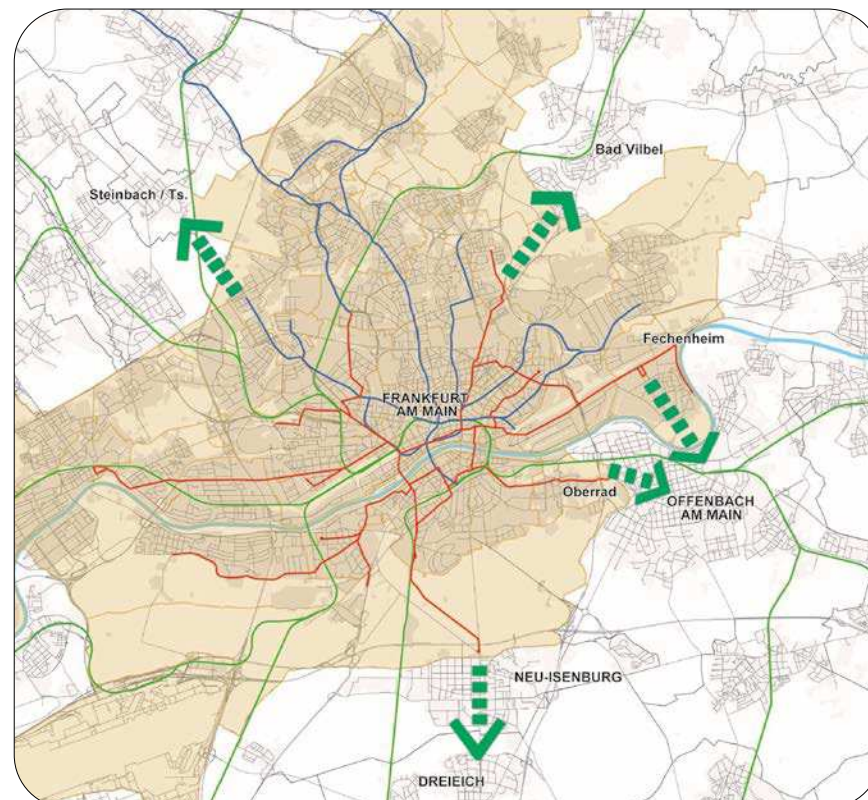 Bad Vilbel
Steinbach / Ts.
Fechenheim
FRANKFURT
AM MAIN
Oberrad
OFFENBACH
AM MAIN
NEU-ISENBURG
DREIEICH